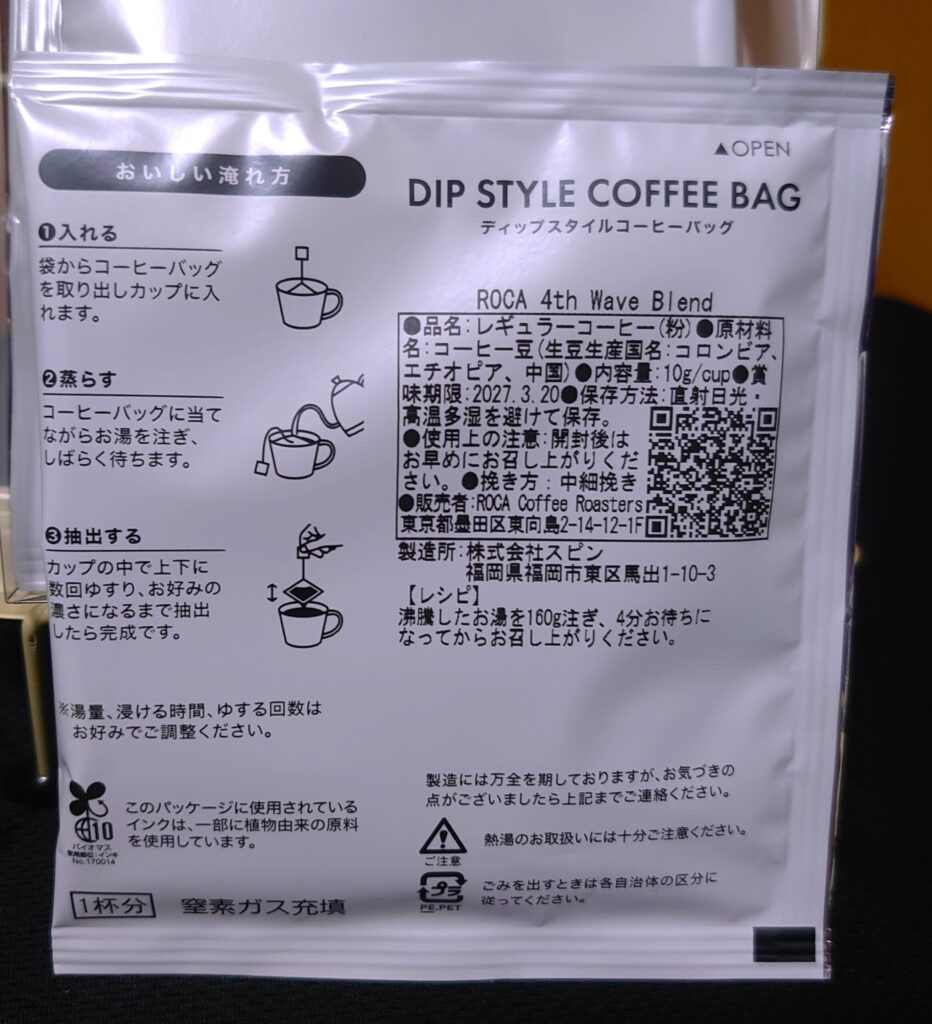 おいしい淹れ方
❶入れる
袋からコーヒーバッグ
を取り出しカップに入
れます。
❷蒸らす
コーヒーバッグに当て
ながらお湯を注ぎ、
しばらく待ちます。
❸抽出する
カップの中で上下に
数回ゆすり、お好みの
濃さになるまで抽出
したら完成です。
※湯量、浸ける時間、ゆする回数は
お好みでご調整ください。
10
バイオマス
使用部位:インキ
No.170014
このパッケージに使用されている
インクは、一部に植物由来の原料
を使用しています。
1杯分 窒素ガス充填
▲OPEN
DIP STYLE COFFEE BAG
ディップスタイルコーヒーバッグ
ROCA 4th Wave Blend
●品名:レギュラーコーヒー(粉)●原材料
名:コーヒー豆(生豆生産国名:コロンビア、
エチオピア、中国)●内容量:10g/cup●賞
味期限:2027.3.20●保存方法:直射日光・
高温多湿を避けて保存。
●使用上の注意:開封後は
お早めにお召し上がりくだ
さい。●挽き方:中細挽き
●販売者:ROCA Coffee Roasters
東京都墨田区東向島2-14-12-1F
製造所:株式会社スピン
福岡県福岡市東区馬出1-10-3
【レシピ】
沸騰したお湯を160g注ぎ、4分お待ちに
なってからお召し上がりください。
製造には万全を期しておりますが、お気づきの
点がございましたら上記までご連絡ください。
ご注意
熱湯のお取扱いには十分ご注意ください。
プラ
PE,PET
ごみを出すときは各自治体の区分に
従ってください。